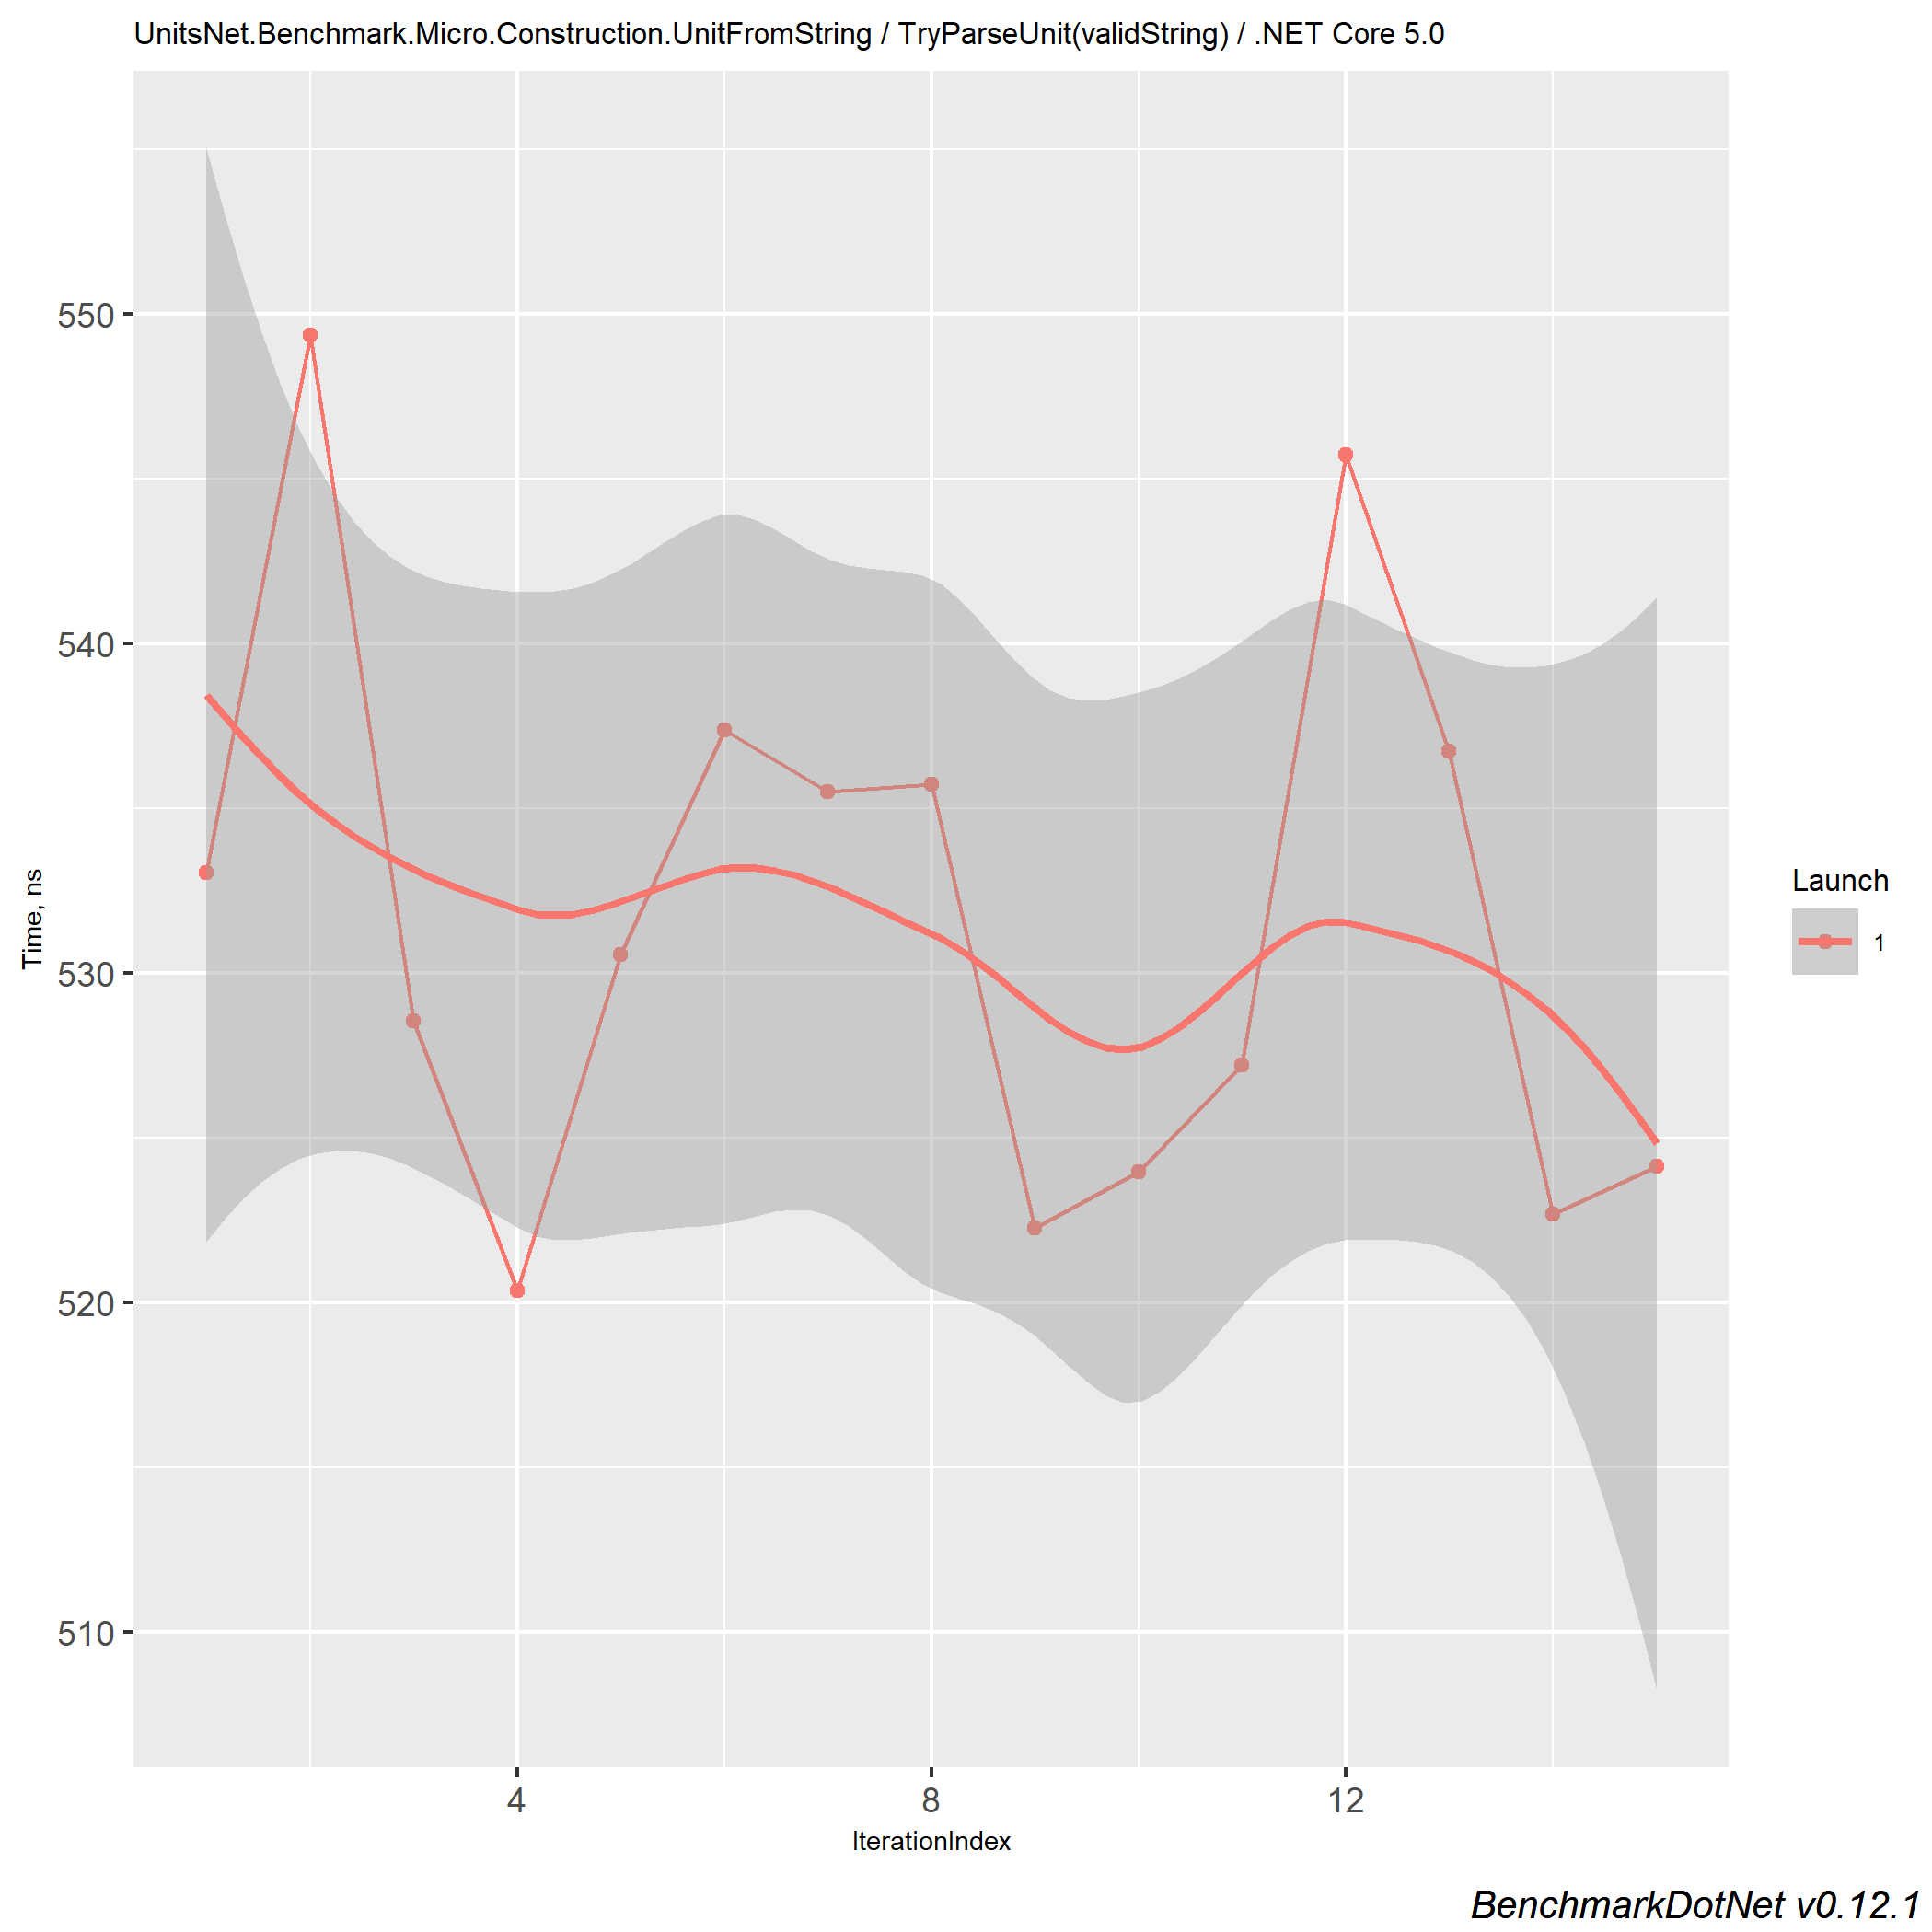 UnitsNet.Benchmark.Micro.Construction.UnitFromString / TryParseUnit(validString) / .NET Core 5.0
550
540
530
520
510
Time, ns
4
8
12
IterationIndex
Launch
1
BenchmarkDotNet v0.12.1